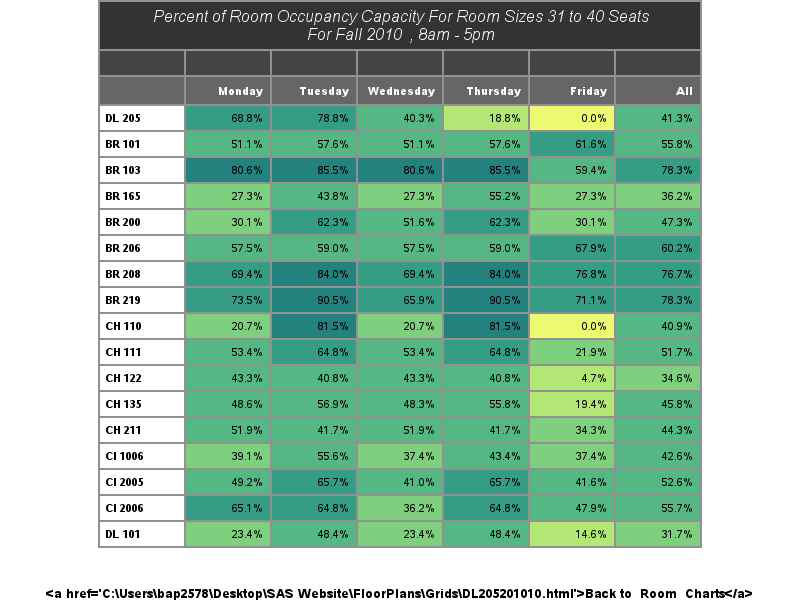 Percent of Room Occupancy Capacity For Room Sizes 31 to 40 Seats
For Fall 2010 , 8am - 5pm
Monday Tuesday Wednesday Thursday Friday All
DL 205 68.8% 78.8% 40.3% 18.8% 0.0% 41.3%
BR 101 51.1% 57.6% 51.1% 57.6% 61.6% 55.8%
BR 103 80.6% 85.5% 80.6% 85.5% 59.4% 78.3%
BR 165 27.3% 43.8% 27.3% 55.2% 27.3% 36.2%
BR 200 30.1% 62.3% 51.6% 62.3% 30.1% 47.3%
BR 206 57.5% 59.0% 57.5% 59.0% 67.9% 60.2%
BR 208 69.4% 84.0% 69.4% 84.0% 76.8% 76.7%
BR 219 73.5% 90.5% 65.9% 90.5% 71.1% 78.3%
CH 110 20.7% 81.5% 20.7% 81.5% 0.0% 40.9%
CH 111 53.4% 64.8% 53.4% 64.8% 21.9% 51.7%
CH 122 43.3% 40.8% 43.3% 40.8% 4.7% 34.6%
CH 135 48.6% 56.9% 48.3% 55.8% 19.4% 45.8%
CH 211 51.9% 41.7% 51.9% 41.7% 34.3% 44.3%
CI 1006 39.1% 55.6% 37.4% 43.4% 37.4% 42.6%
CI 2005 49.2% 65.7% 41.0% 65.7% 41.6% 52.6%
CI 2006 65.1% 64.8% 36.2% 64.8% 47.9% 55.7%
DL 101 23.4% 48.4% 23.4% 48.4% 14.6% 31.7%
<a href='C:\Users\bap2578\Desktop\SAS Website\FloorPlans\Grids\DL205201010.html'>Back to Room Charts</a>